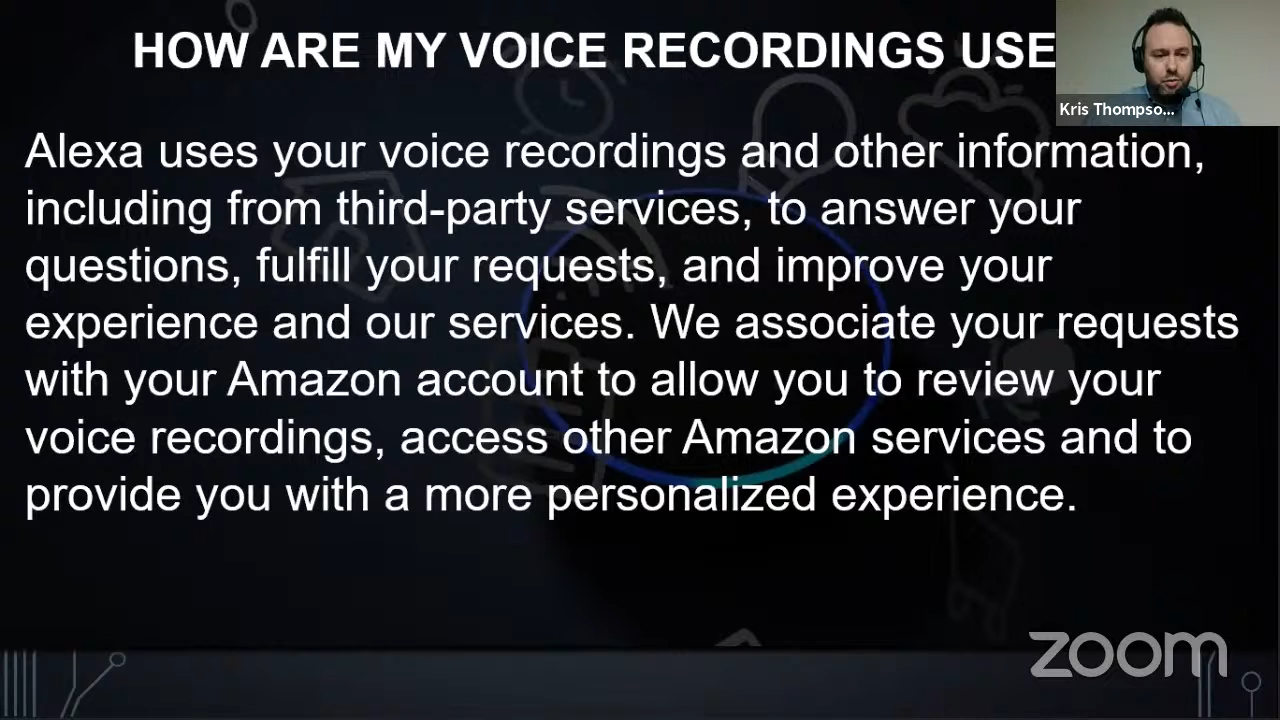 HOW ARE MY VOICE RECORDINGS USE
Kris Thompso...
Alexa uses your voice recordings and other information,
including from third-party services, to answer your
questions, fulfill your requests, and improve your
experience and our services. We associate your requests
with your Amazon account to allow you to review your
voice recordings, access other Amazon services and to
provide you with a more personalized experience.
zoom